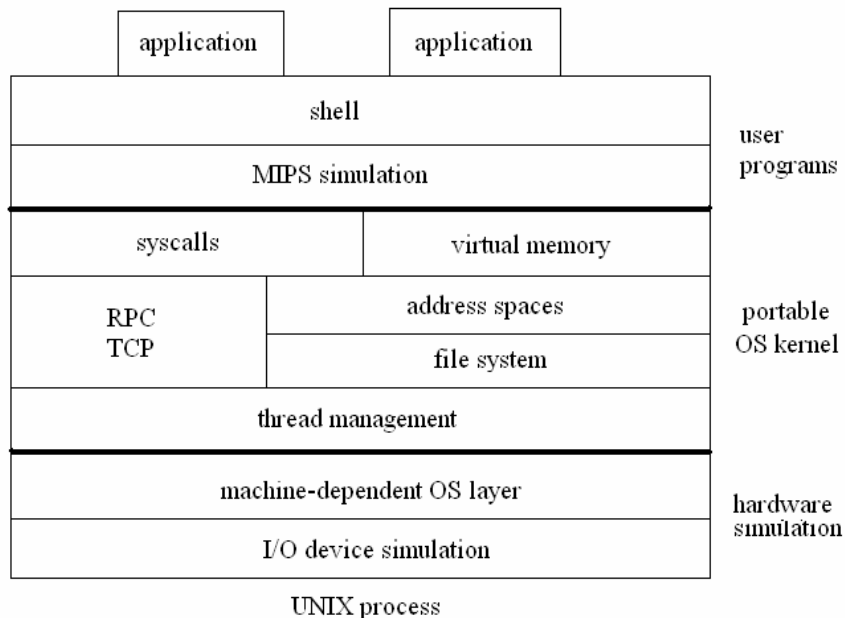 application
application
shell
user
programs
MIPS simulation
syscalls
virtual memory
RPC
TCP
address spaces
file system
portable
OS kernel
thread management
machine-dependent OS layer
hardware
simulation
I/O device simulation
UNIX process